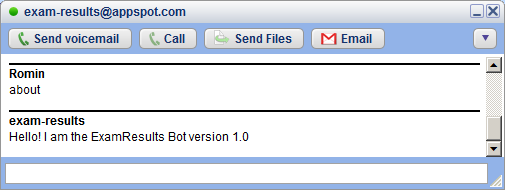 exam-results@appspot.com
Send voicemail Call Send Files Email
Romin
about
exam-results
Hello! I am the ExamResults Bot version 1.0